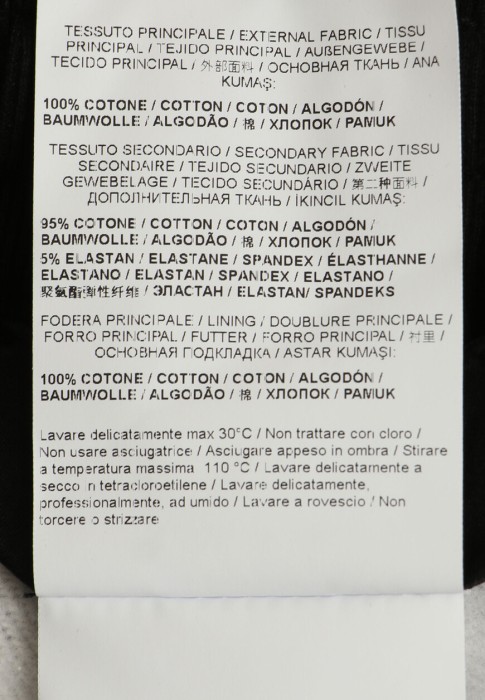 TESSUTO PRINCIPALE / EXTERNAL FABRIC / TISSU
PRINCIPAL / TEJIDO PRINCIPAL / AUßENGEWEBE /
TECIDO PRINCIPAL / 外部面料 / ОСНОВНАЯ ТКАНЬ / ANA
KUMAŞ:
100% COTONE / COTTON / COTON / ALGODÓN /
BAUMWOLLE / ALGODÃO / 棉 / ХЛОПОК / PAMUK
TESSUTO SECONDARIO / SECONDARY FABRIC / TISSU
SECONDAIRE / TEJIDO SECUNDARIO / ZWEITE
GEWEBELAGE / TECIDO SECUNDÁRIO / 第二种面料 /
ДОПОЛНИТЕЛЬНАЯ ТКАНЬ / İKINCIL KUMAŞ:
95% COTONE / COTTON / COTON / ALGODÓN /
BAUMWOLLE / ALGODÃO / 棉 / ХЛОПОК / PAMUK
5% ELASTAN / ELASTANE / SPANDEX / ÉLASTHANNE /
ELASTANO / ELASTAN / SPANDEX / ELASTANO /
聚氨酯弹性纤维 / ЭЛАСТАН / ELASTAN/ SPANDEKS
FODERA PRINCIPALE / LINING / DOUBLURE PRINCIPALE /
FORRO PRINCIPAL / FUTTER / FORRO PRINCIPAL / 衬里 /
ОСНОВНАЯ ПОДКЛАДКА / ASTAR KUMAŞI:
100% COTONE / COTTON / COTON / ALGODÓN /
BAUMWOLLE / ALGODÃO / 棉 / ХЛОПОК / PAMUK
Lavare delicatamente max 30°C / Non trattare con cloro /
Non usare asciugatrice / Asciugare appeso in ombra / Stirare
a temperatura massima 110 °C / Lavare delicatamente a
secco n tetracloroetilene / Lavare delicatamente,
professionalmente, ad umido / Lavare a rovescio / Non
torcere o strizzare